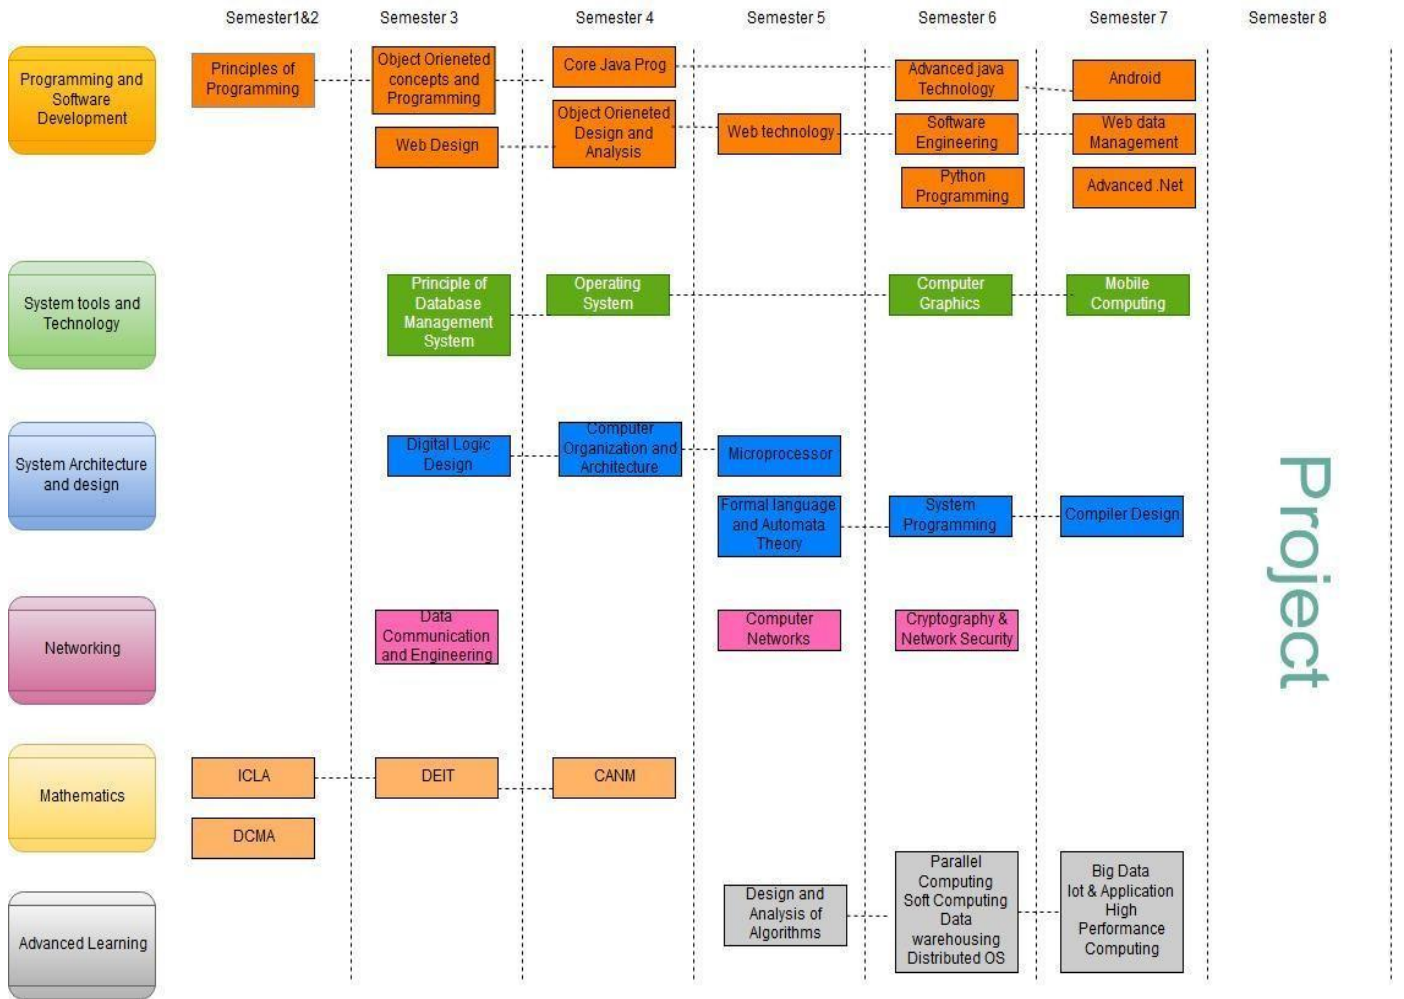 Semester1&2
Semester 3
Semester 4
Semester 5
Semester 6
Semester 7
Semester 8
Programming and
Software
Development
Principles of
Programming
Object Orieneted
concepts and
Programming
Web Design
Core Java Prog
Object Orieneted
Design and
Analysis
Web technology
Advanced java
Technology
Software
Engineering
Python
Programming
Android
Web data
Management
Advanced .Net
System tools and
Technology
Principle of
Database
Management
System
Operating
System
Computer
Graphics
Mobile
Computing
System Architecture
and design
Digital Logic
Design
Computer
Organization and
Architecture
Microprocessor
Formal language
and Automata
Theory
System
Programming
Compiler Design
Project
Networking
Data
Communication
and Engineering
Computer
Networks
Cryptography &
Network Security
Mathematics
ICLA
DCMA
DEIT
CANM
Advanced Learning
Design and
Analysis of
Algorithms
Parallel
Computing
Soft Computing
Data
warehousing
Distributed OS
Big Data
Iot & Application
High
Performance
Computing